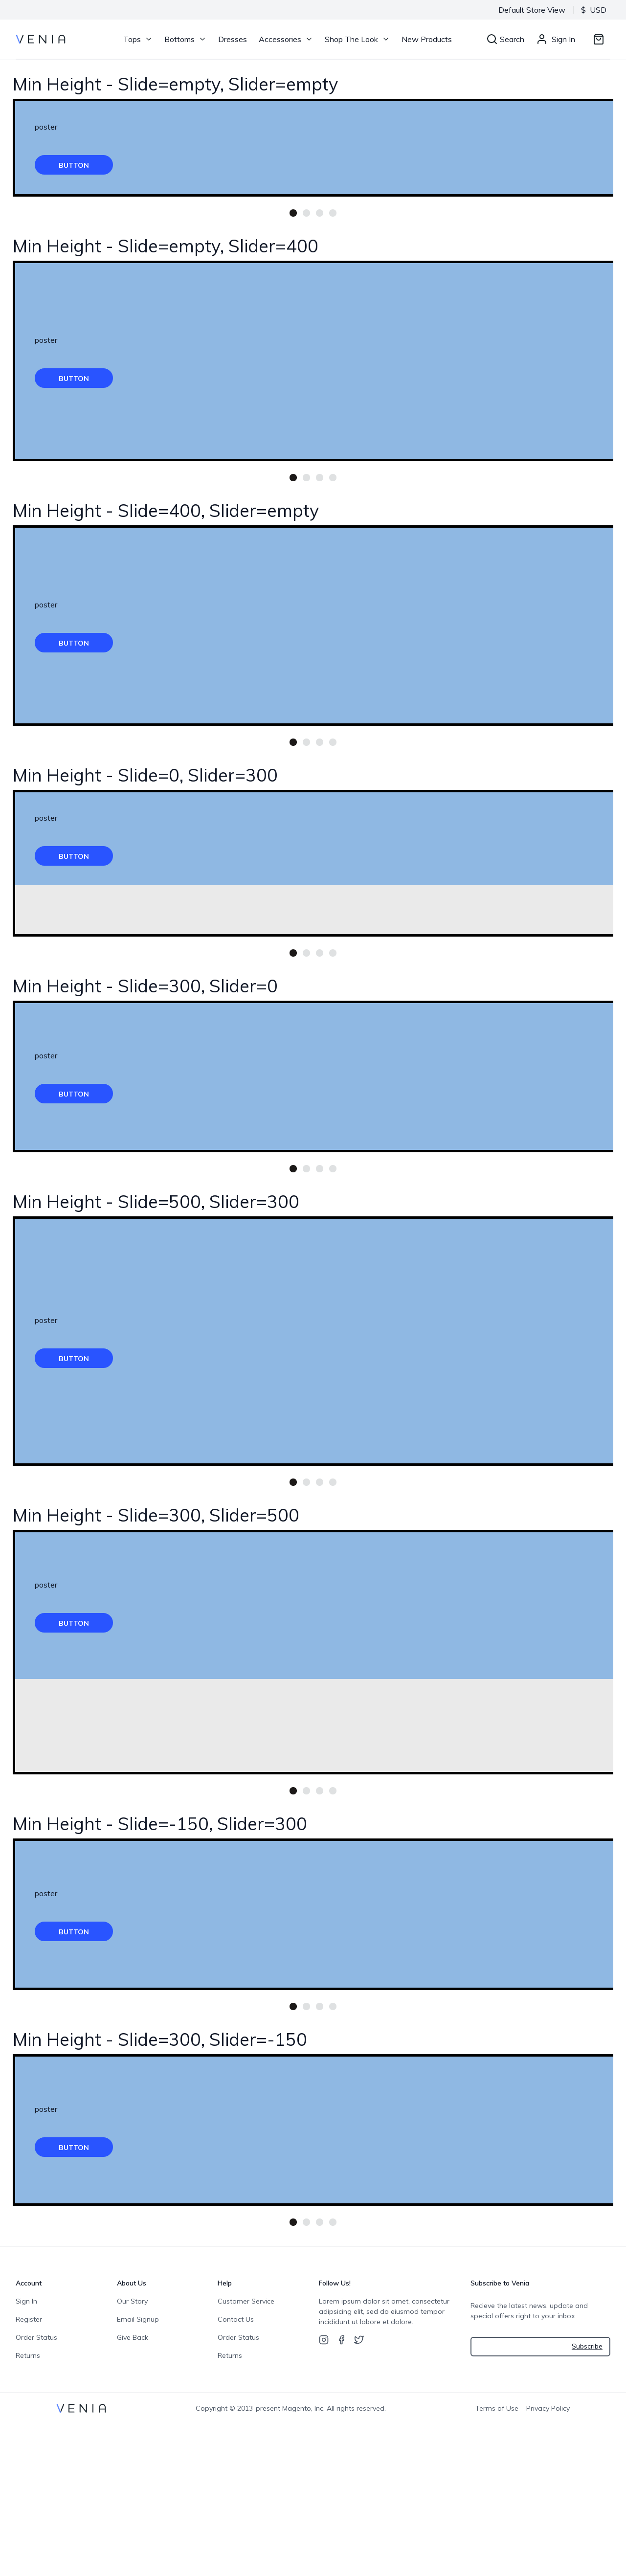 Default Store View $ USD
VENIA Tops Bottoms Dresses Accessories Shop The Look New Products Search Sign In
Min Height - Slide=empty, Slider=empty
poster
BUTTON
Min Height - Slide=empty, Slider=400
poster
BUTTON
Min Height - Slide=400, Slider=empty
poster
BUTTON
Min Height - Slide=0, Slider=300
poster
BUTTON
Min Height - Slide=300, Slider=0
poster
BUTTON
Min Height - Slide=500, Slider=300
poster
BUTTON
Min Height - Slide=300, Slider=500
poster
BUTTON
Min Height - Slide=-150, Slider=300
poster
BUTTON
Min Height - Slide=300, Slider=-150
poster
BUTTON
Account
Sign In
Register
Order Status
Returns
About Us
Our Story
Email Signup
Give Back
Help
Customer Service
Contact Us
Order Status
Returns
Follow Us!
Lorem ipsum dolor sit amet, consectetur
adipsicing elit, sed do eiusmod tempor
incididunt ut labore et dolore.
Subscribe to Venia
Recieve the latest news, update and
special offers right to your inbox.
Subscribe
VENIA Copyright © 2013-present Magento, Inc. All rights reserved. Terms of Use Privacy Policy